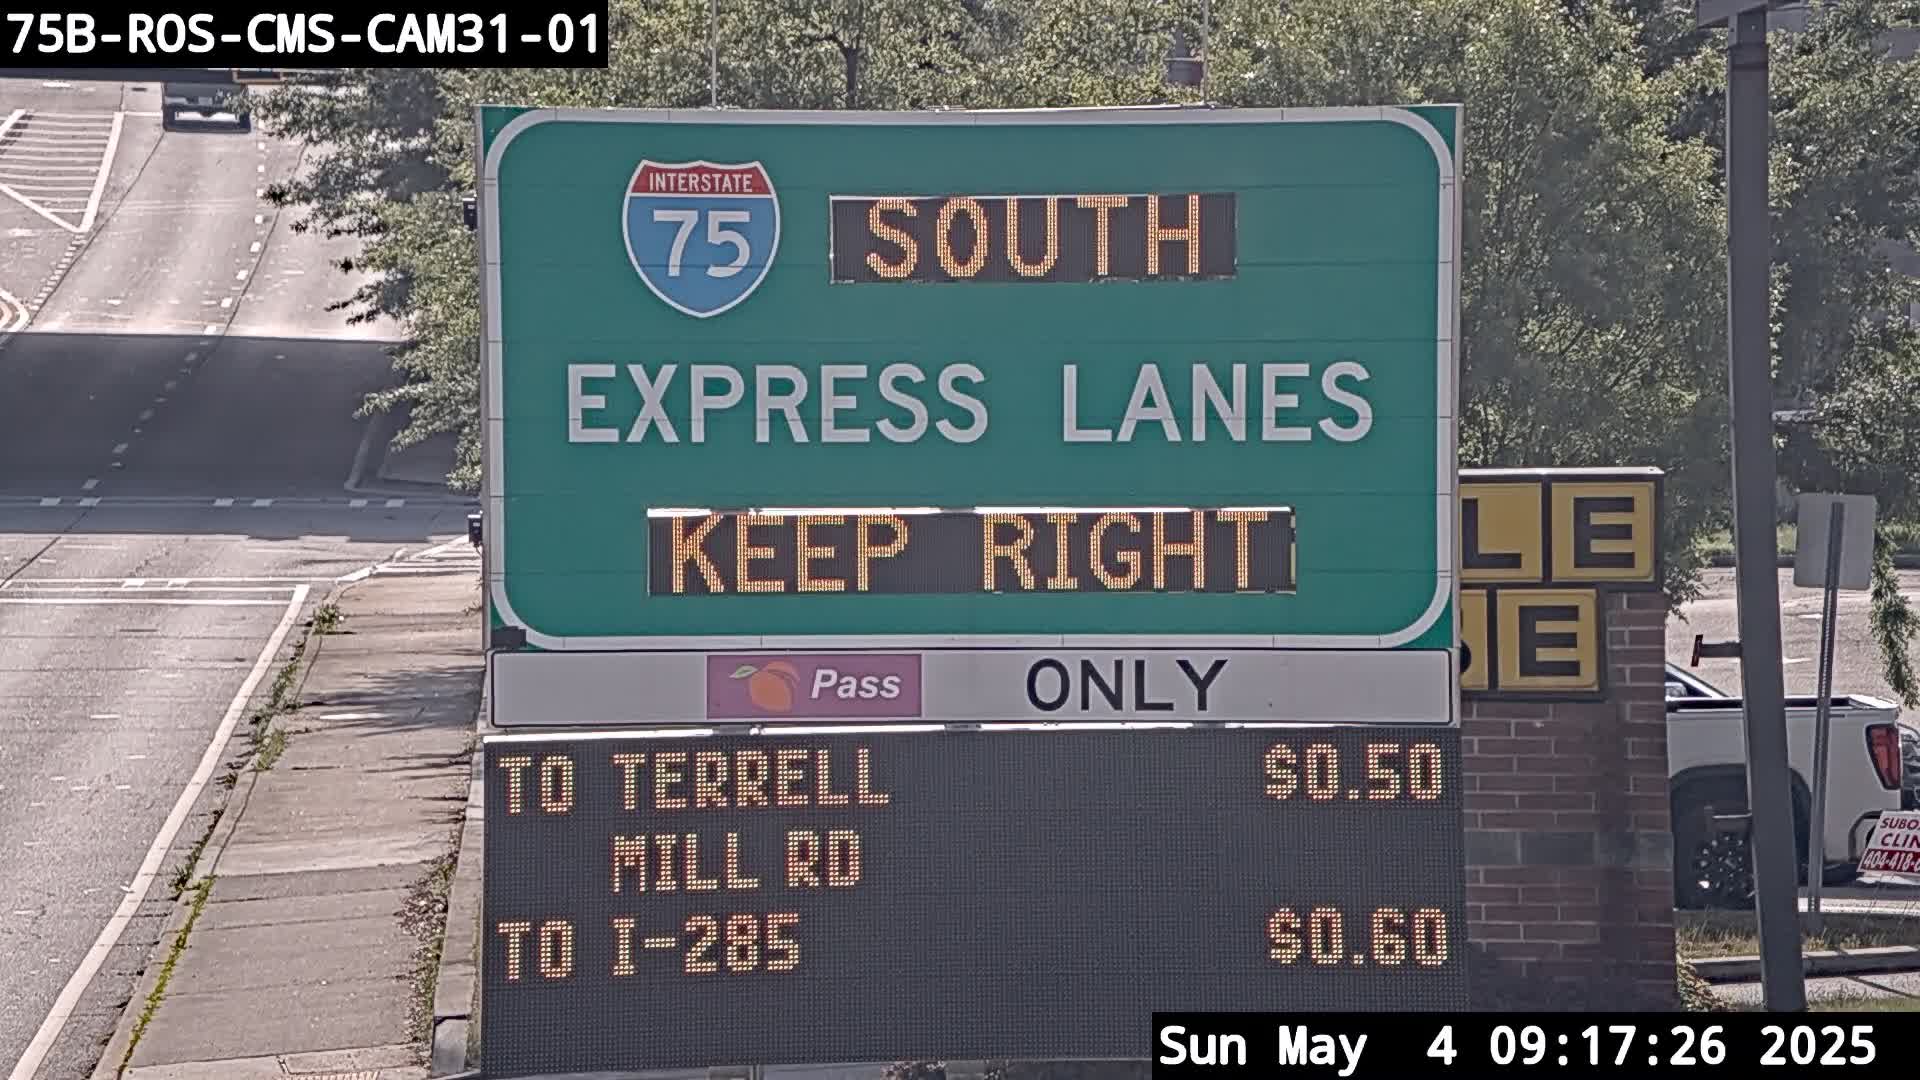 75B-ROS-CMS-CAM31-01
INTERSTATE
75
SOUTH
EXPRESS LANES
KEEP RIGHT
LE
E
Pass ONLY
TO TERRELL $0.50
MILL RD
TO I-285 $0.60
Sun May 4 09:17:26 2025